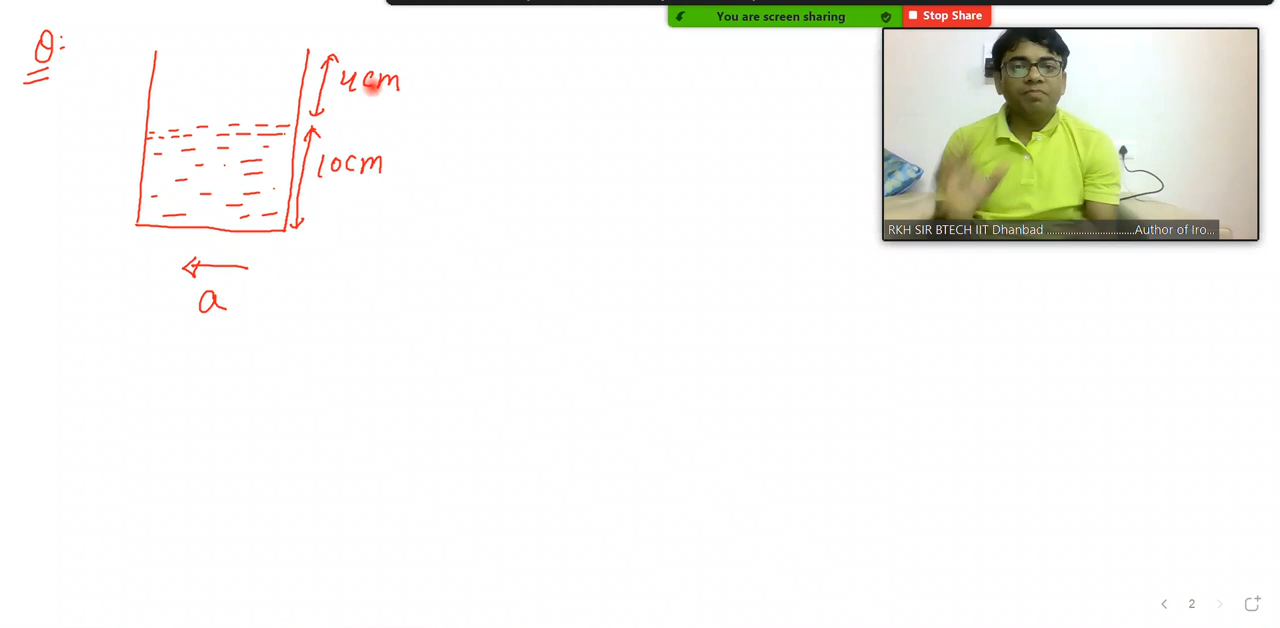 You are screen sharing
Stop Share
Q:
4cm
10cm
a
RKH SIR BTECH IIT Dhanbad ..................................Author of Iro...
2